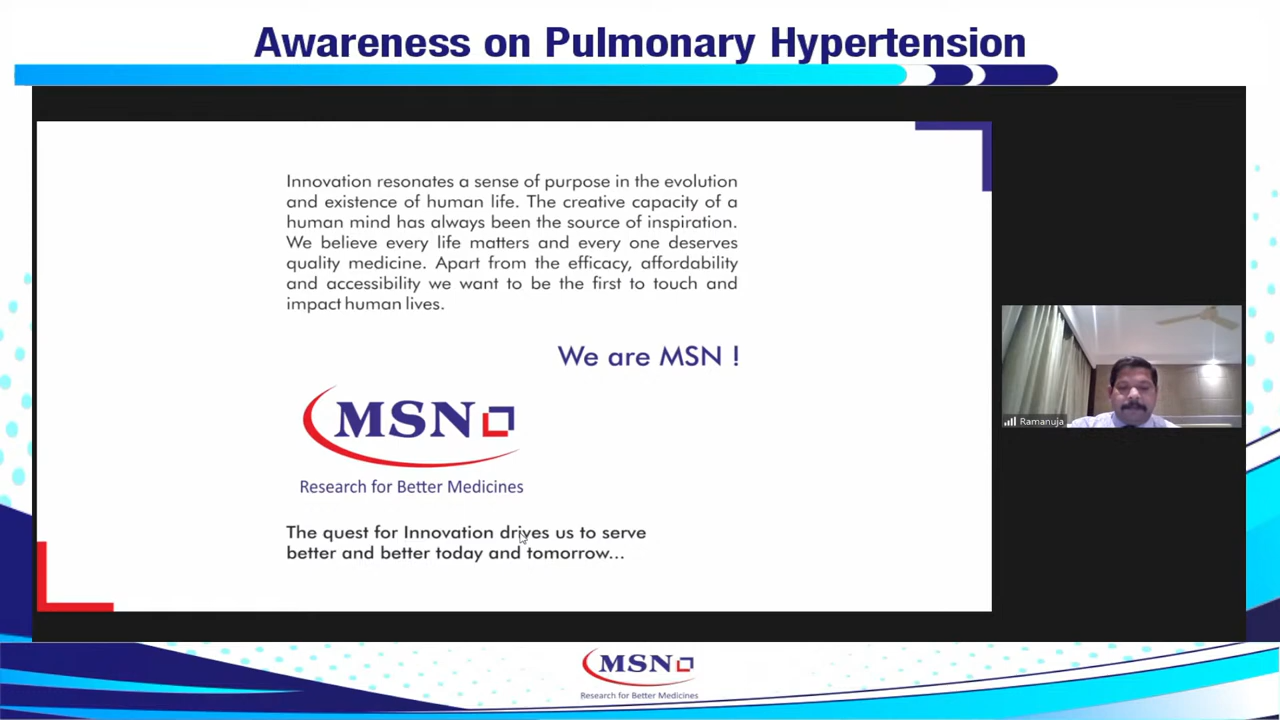 Awareness on Pulmonary Hypertension
Innovation resonates a sense of purpose in the evolution
and existence of human life. The creative capacity of a
human mind has always been the source of inspiration.
We believe every life matters and every one deserves
quality medicine. Apart from the efficacy, affordability
and accessibility we want to be the first to touch and
impact human lives.
We are MSN !
MSN
Research for Better Medicines
The quest for Innovation drives us to serve
better and better today and tomorrow...
Ramanuja
MSN
Research for Better Medicines